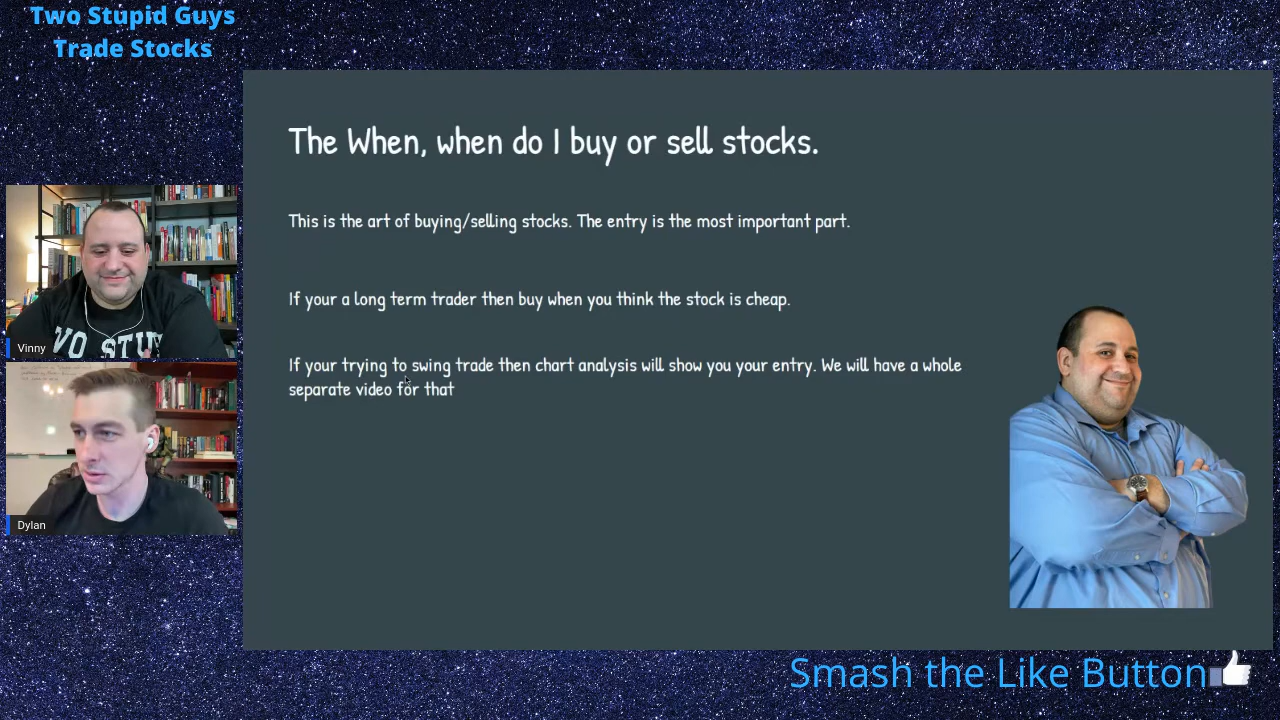 Two Stupid Guys
Trade Stocks
The When, when do I buy or sell stocks.
This is the art of buying/selling stocks. The entry is the most important part.
If your a long term trader then buy when you think the stock is cheap.
If your trying to swing trade then chart analysis will show you your entry. We will have a whole
separate video for that
Vinny
Dylan
Smash the Like Button